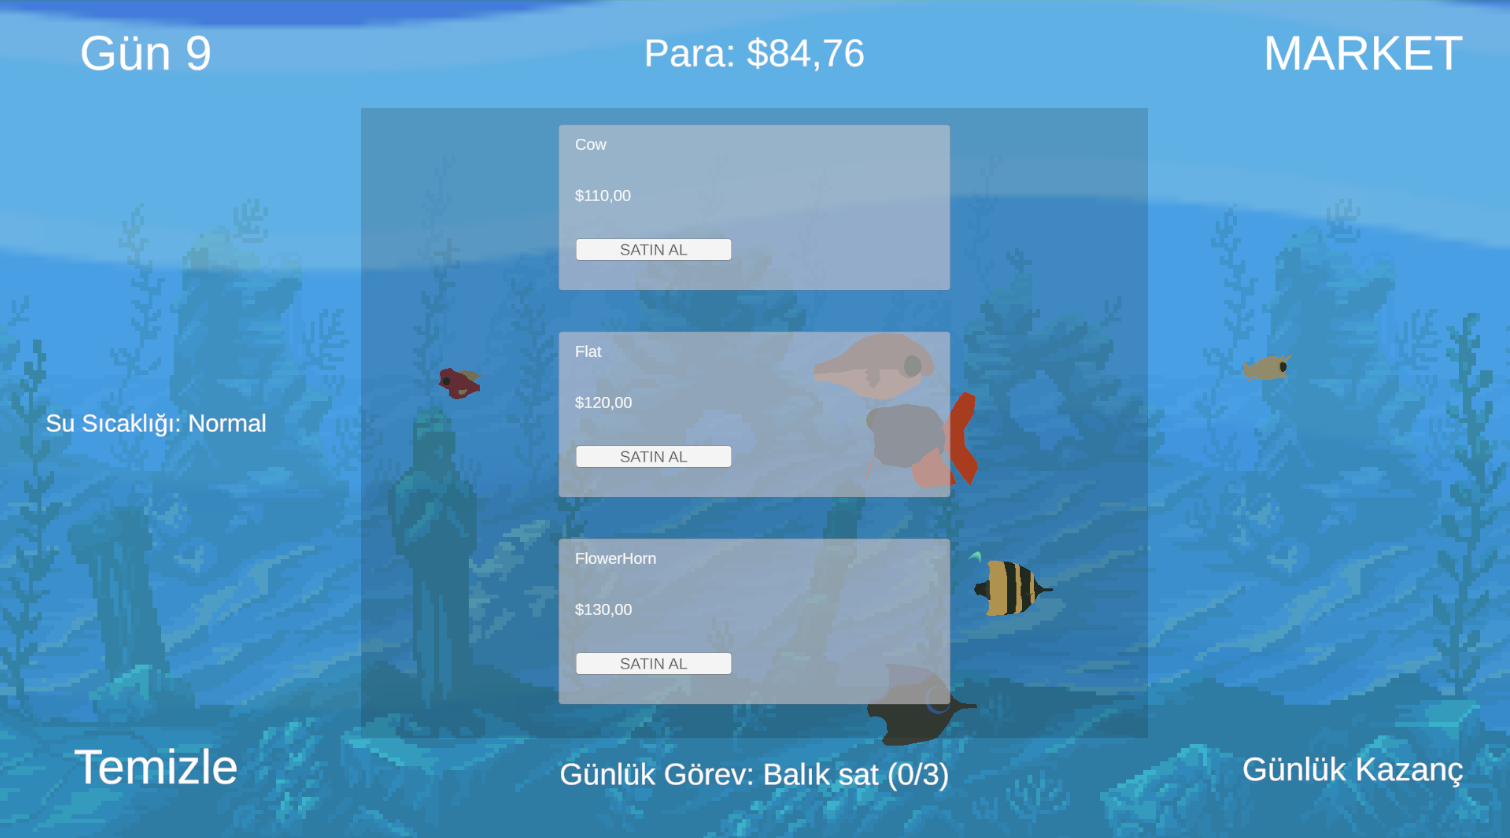 Gün 9
Para: $84,76
MARKET
Cow
$110,00
SATIN AL
Flat
$120,00
SATIN AL
Su Sıcaklığı: Normal
FlowerHorn
$130,00
SATIN AL
Temizle
Günlük Görev: Balık sat (0/3)
Günlük Kazanç